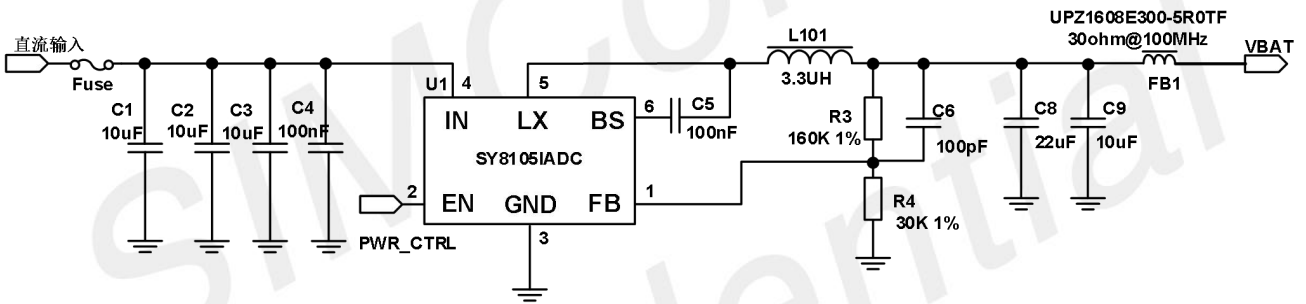 直流输入
Fuse
C1
10uF
C2
10uF
C3
10uF
C4
100nF
U1
4
5
6
IN
LX
BS
SY8105IADC
2
EN
GND
FB
1
3
PWR_CTRL
C5
100nF
L101
3.3UH
R3
160K 1%
C6
100pF
R4
30K 1%
C8
22uF
C9
10uF
UPZ1608E300-5R0TF
30ohm@100MHz
FB1
VBAT